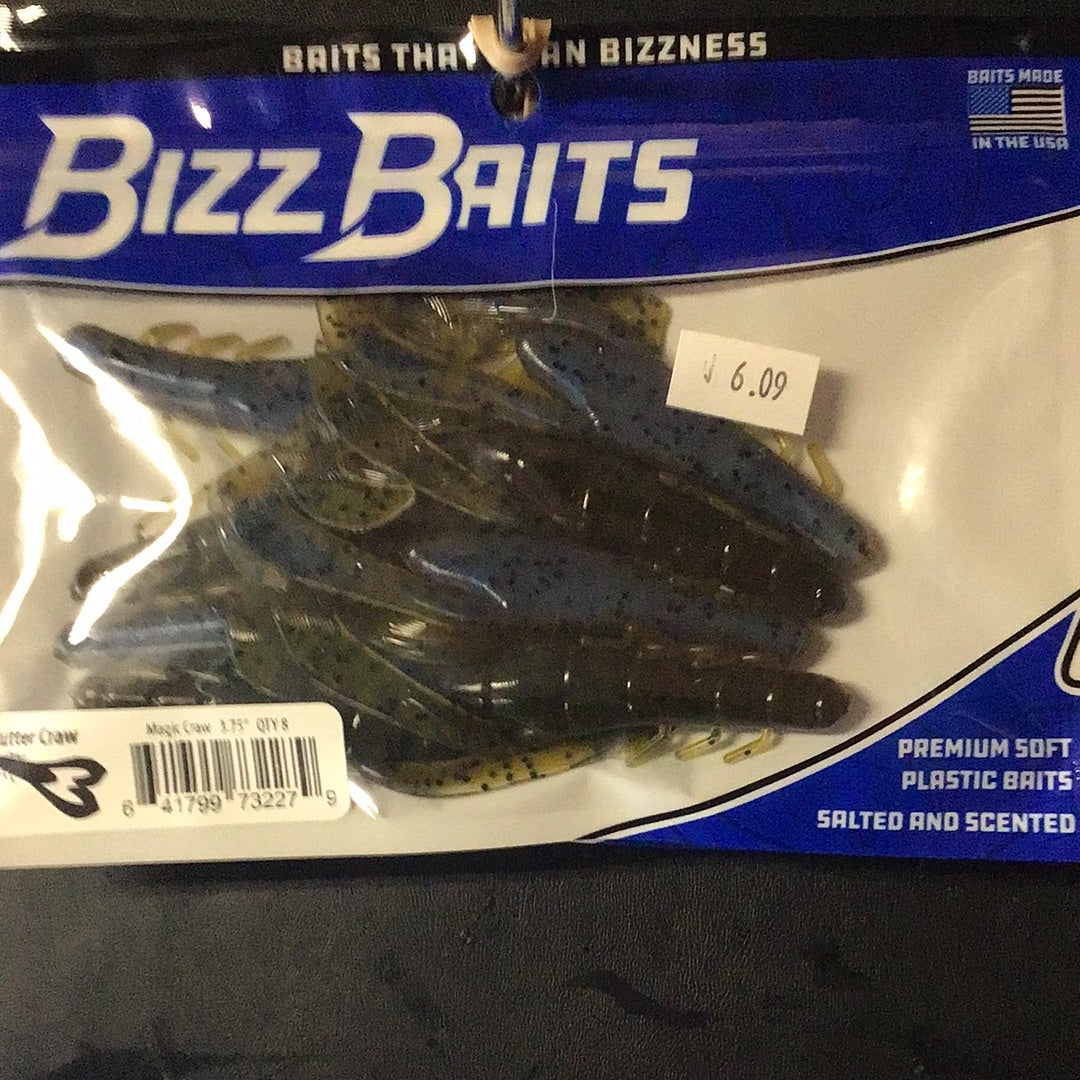 BAITS THAT AN BIZZNESS
BAITS MADE
IN THE USA
BIZZ BAITS
6.09
utter Craw
Magic Craw 3.75" QTY 8
6 41799 73227 9
PREMIUM SOFT
PLASTIC BAITS
SALTED AND SCENTED